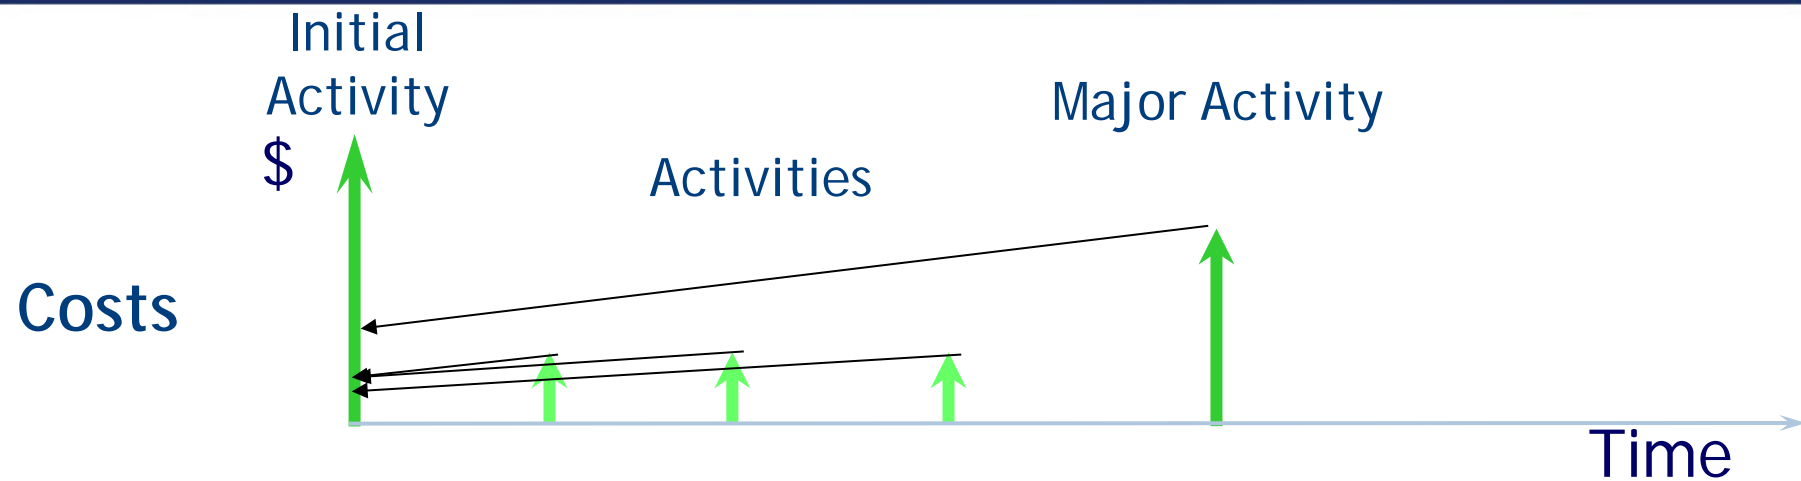 Initial
Activity
$
Major Activity
Activities
Costs
Time